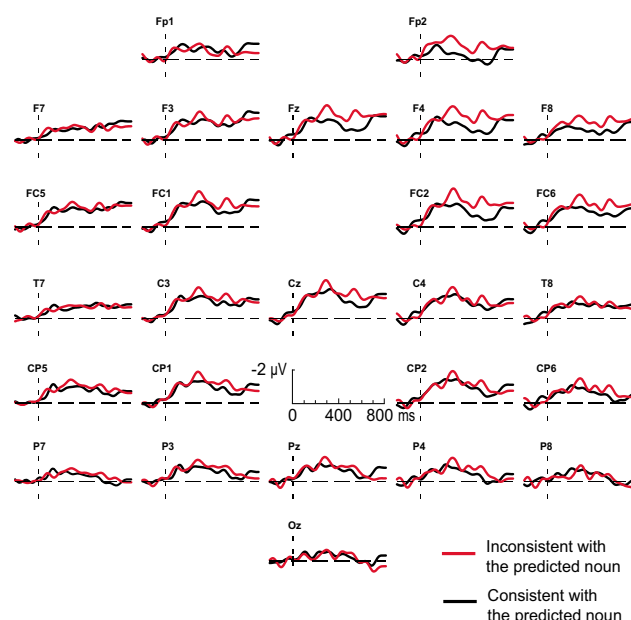 Fp1 Fp2
F7 F3 Fz F4 F8
FC5 FC1 FC2 FC6
T7 C3 Cz C4 T8
CP5 CP1 -2 µV CP2 CP6
0 400 800 ms
P7 P3 Pz P4 P8
Oz
Inconsistent with
the predicted noun
Consistent with
the predicted noun